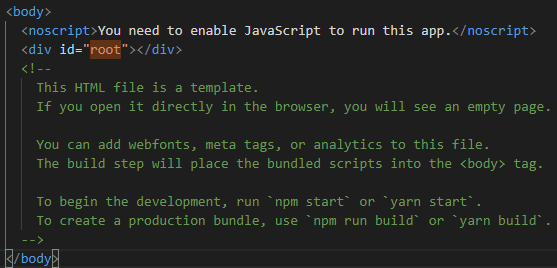 <body>
<noscript>You need to enable JavaScript to run this app.</noscript>
<div id="root"></div>
<!--
This HTML file is a template.
If you open it directly in the browser, you will see an empty page.
You can add webfonts, meta tags, or analytics to this file.
The build step will place the bundled scripts into the <body> tag.
To begin the development, run `npm start` or `yarn start`.
To create a production bundle, use `npm run build` or `yarn build`.
-->
</body>